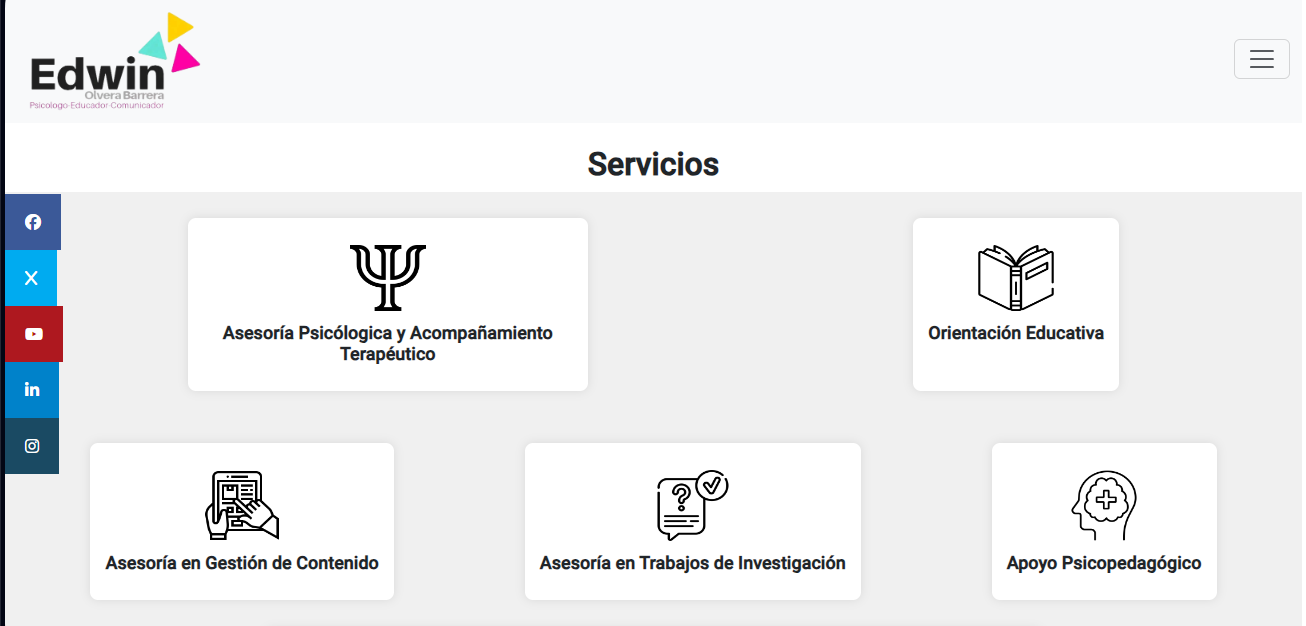 Edwin
Olvera Barrera
Psicologo-Educador-Comunicador
Servicios
Asesoría Psicólogica y Acompañamiento
Terapéutico
Orientación Educativa
Asesoría en Gestión de Contenido
Asesoría en Trabajos de Investigación
Apoyo Psicopedagógico